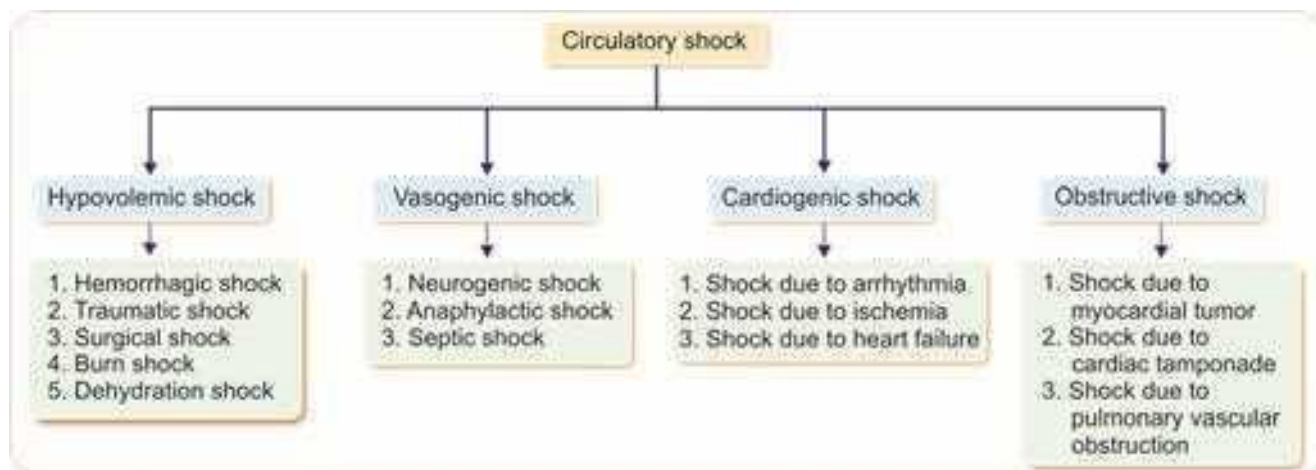 Circulatory shock
Hypovolemic shock
1. Hemorrhagic shock
2. Traumatic shock
3. Surgical shock
4. Burn shock
5. Dehydration shock
Vasogenic shock
1. Neurogenic shock
2. Anaphylactic shock
3. Septic shock
Cardiogenic shock
1. Shock due to arrhythmia
2. Shock due to ischemia
3. Shock due to heart failure
Obstructive shock
1. Shock due to
myocardial tumor
2. Shock due to
cardiac tamponade
3. Shock due to
pulmonary vascular
obstruction